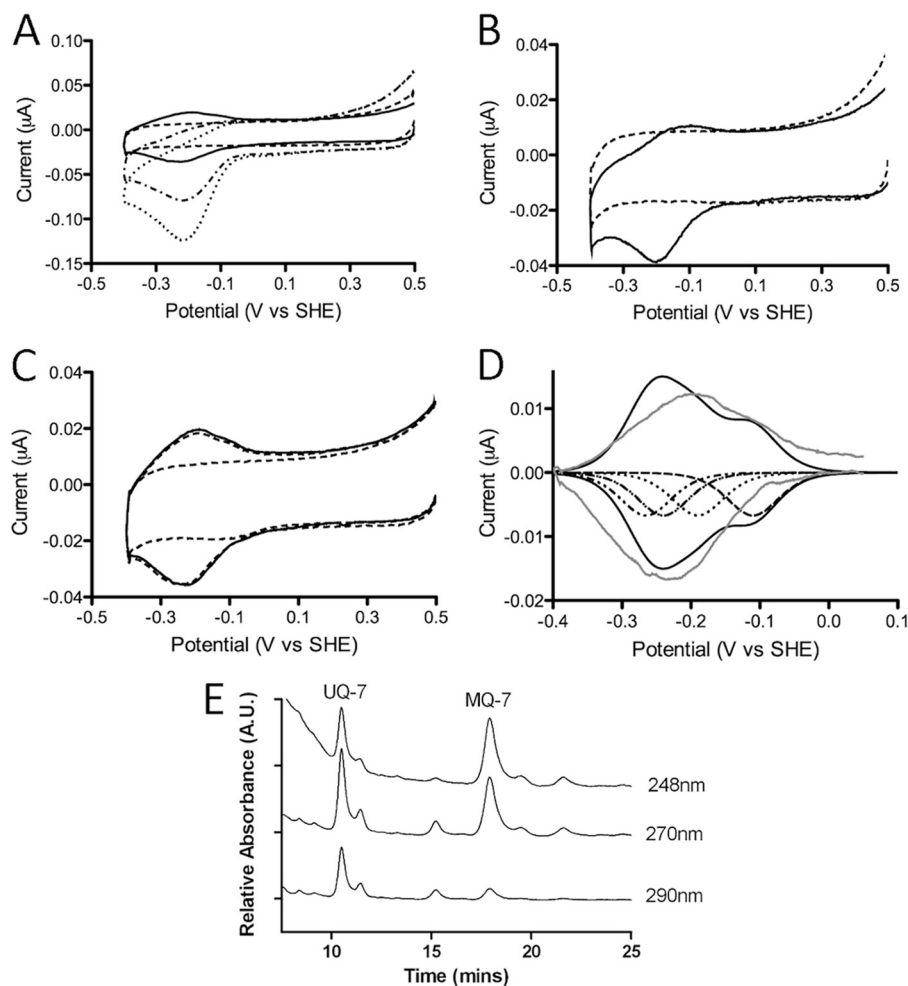 A
B
0.10
0.05
0.00
-0.05
-0.10
-0.15
Current (µA)
-0.5 -0.3 -0.1 0.1 0.3 0.5
Potential (V vs SHE)
0.04
0.02
0.00
-0.02
-0.04
Current (µA)
-0.5 -0.3 -0.1 0.1 0.3 0.5
Potential (V vs SHE)
C
D
0.04
0.02
0.00
-0.02
-0.04
Current (µA)
-0.5 -0.3 -0.1 0.1 0.3 0.5
Potential (V vs SHE)
0.01
0.00
-0.01
-0.02
Current (µA)
-0.4 -0.3 -0.2 -0.1 0.0 0.1
Potential (V vs SHE)
E
UQ-7 MQ-7
Relative Absorbance (A.U.)
248nm
270nm
290nm
10 15 20 25
Time (mins)